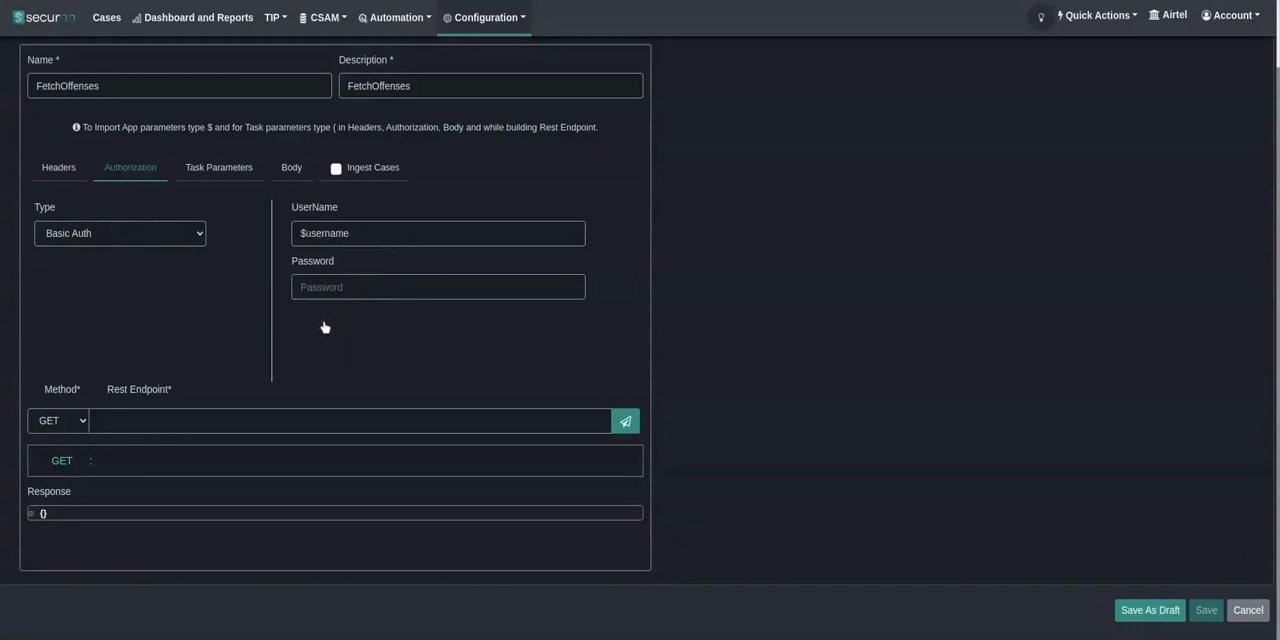 securaa Cases Dashboard and Reports TIP CSAM Automation Configuration Quick Actions Airtel Account
Name * Description *
FetchOffenses FetchOffenses
To Import App parameters type $ and for Task parameters type { in Headers, Authorization, Body and while building Rest Endpoint.
Headers Authorization Task Parameters Body Ingest Cases
Type UserName
Basic Auth $username
Password
Password
Method* Rest Endpoint*
GET
GET :
Response
{}
Save As Draft Save Cancel